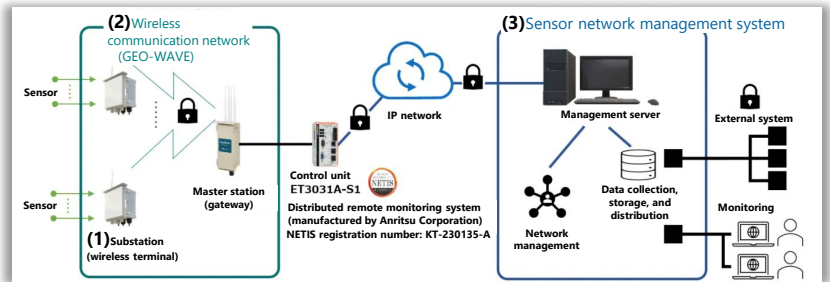 (2)Wireless
communication network
(GEO-WAVE)
(3)Sensor network management system
Sensor
Sensor
(1)Substation
(wireless terminal)
Master station
(gateway)
Control unit
ET3031A-S1
NETIS
IP network
Distributed remote monitoring system
(manufactured by Anritsu Corporation)
NETIS registration number: KT-230135-A
Management server
Network
management
Data collection,
storage, and
distribution
External system
Monitoring